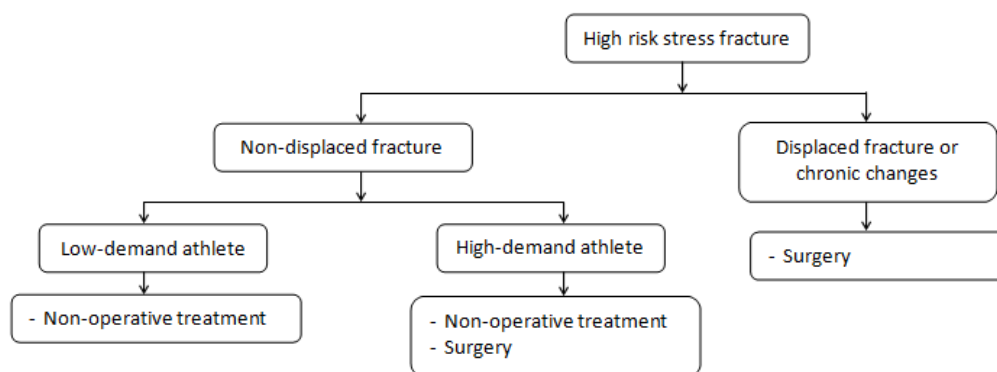 High risk stress fracture
Non-displaced fracture
Displaced fracture or
chronic changes
Low-demand athlete
High-demand athlete
- Surgery
- Non-operative treatment
- Non-operative treatment
- Surgery